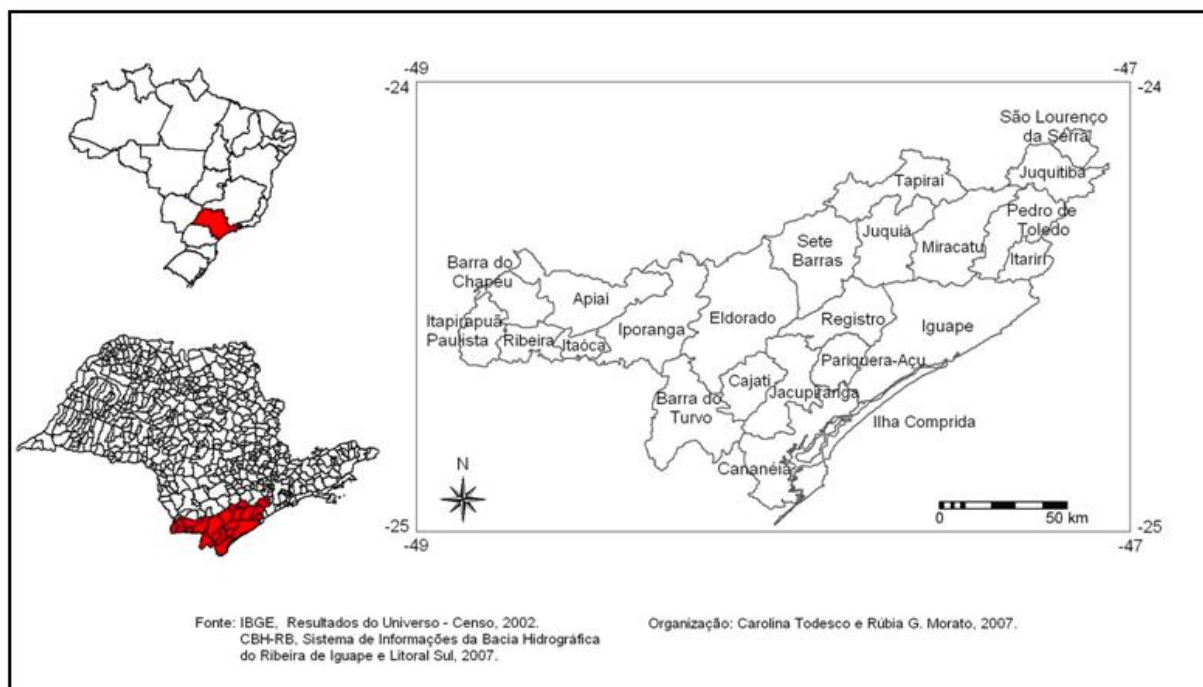 -49
-47
-24
-24
São Lourenço
da Serra
Juquitiba
Tapiraí
Pedro de
Toledo
Juquiá
Sete
Barras
Miracatu
Itariri
Barra do
Chapéu
Apiaí
Itapirapuã
Paulista
Ribeira
Itaóca
Iporanga
Eldorado
Registro
Iguape
Pariquera-Açu
Cajati
Jacupiranga
Barra do
Turvo
Ilha Comprida
Cananéia
N
0
50 km
-25
-25
-49
-47
Fonte: IBGE, Resultados do Universo - Censo, 2002.
CBH-RB, Sistema de Informações da Bacia Hidrográfica
do Ribeira de Iguape e Litoral Sul, 2007.
Organização: Carolina Todesco e Rúbia G. Morato, 2007.